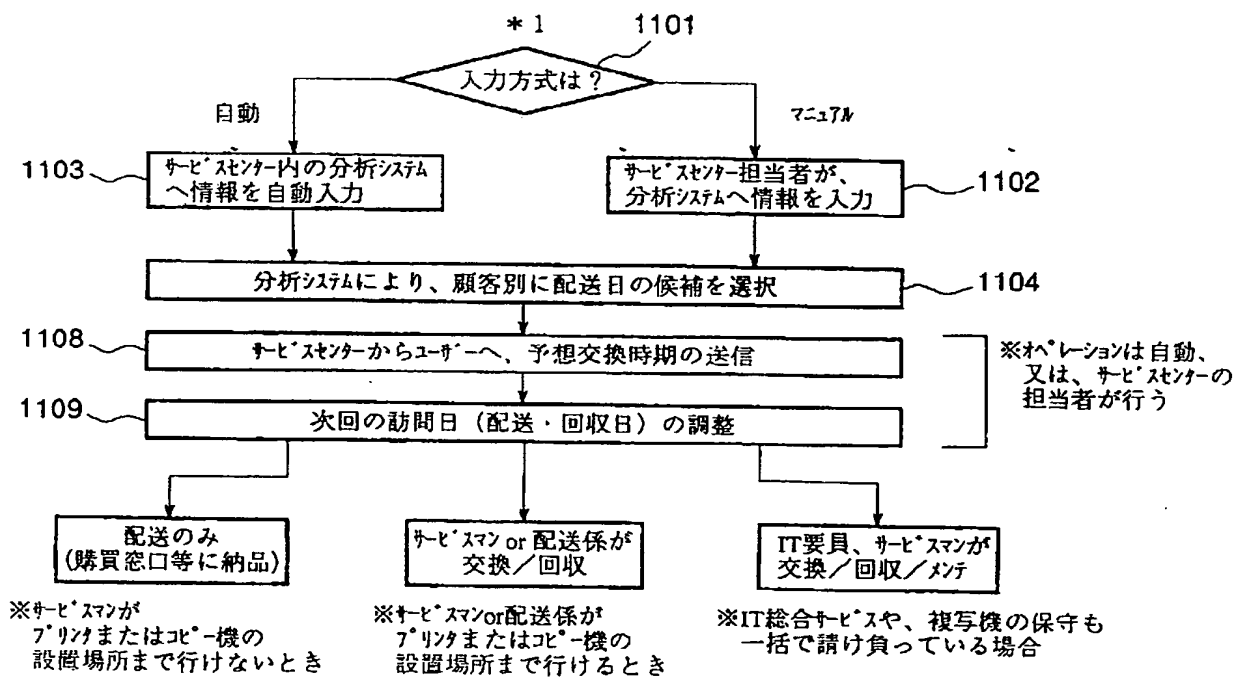 *1
1101
入力方式は？
自動
マニュアル
1103
サービスセンター内の分析システム
へ情報を自動入力
サービスセンター担当者が、
分析システムへ情報を入力
1102
分析システムにより、顧客別に配送日の候補を選択
1104
1108
サービスセンターからユーザーへ、予想交換時期の送信
※オペレーションは自動、
又は、サービスセンターの
担当者が行う
1109
次回の訪問日（配送・回収日）の調整
配送のみ
(購買窓口等に納品)
サービスマン or 配送係が
交換／回収
IT要員、サービスマンが
交換／回収／メンテ
※サービスマンが
プリンタまたはコピー機の
設置場所まで行けないとき
※サービスマンor配送係が
プリンタまたはコピー機の
設置場所まで行けるとき
※IT総合サービスや、複写機の保守も
一括で請け負っている場合